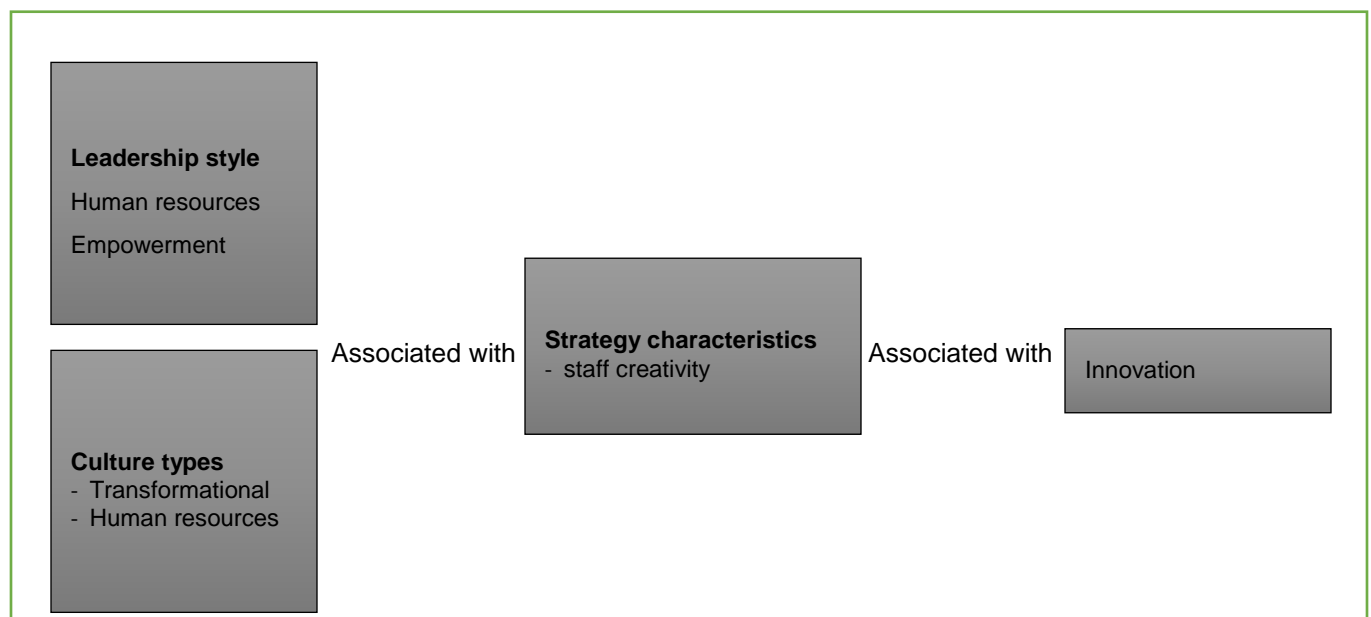 Leadership style
Human resources
Empowerment
Culture types
- Transformational
- Human resources
Associated with
Strategy characteristics
- staff creativity
Associated with
Innovation